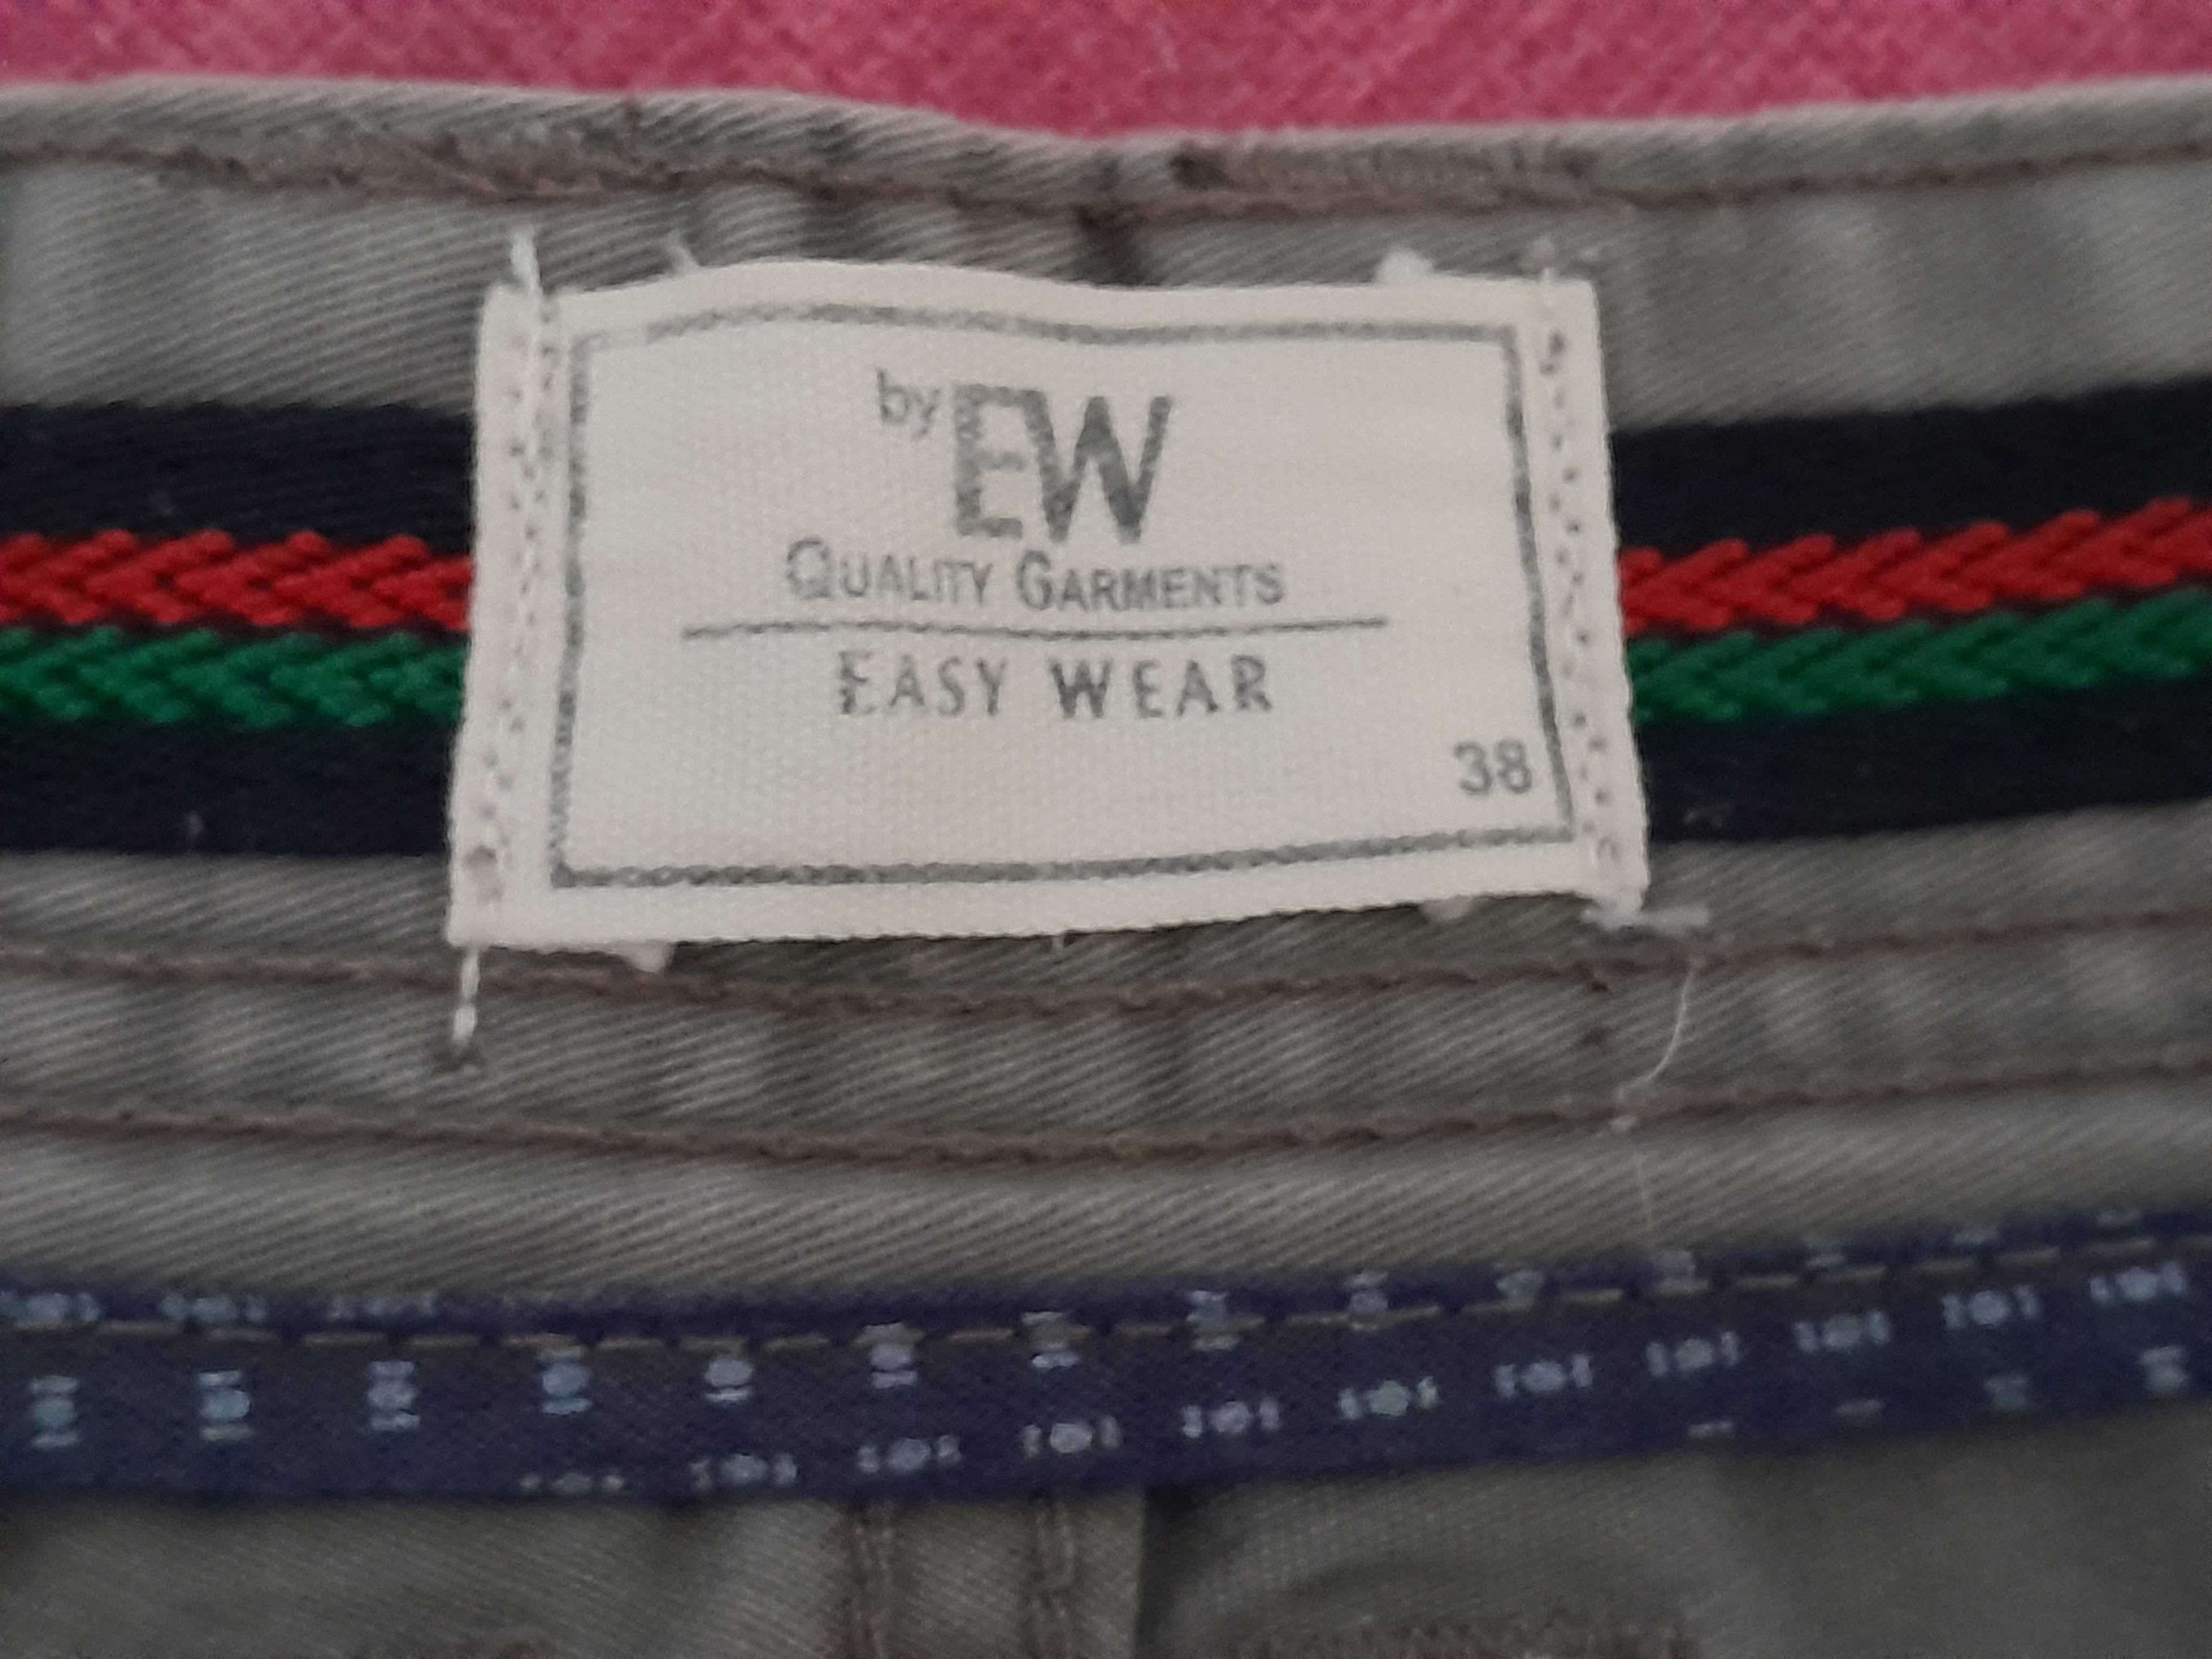 by EW
QUALITY GARMENTS
EASY WEAR
38